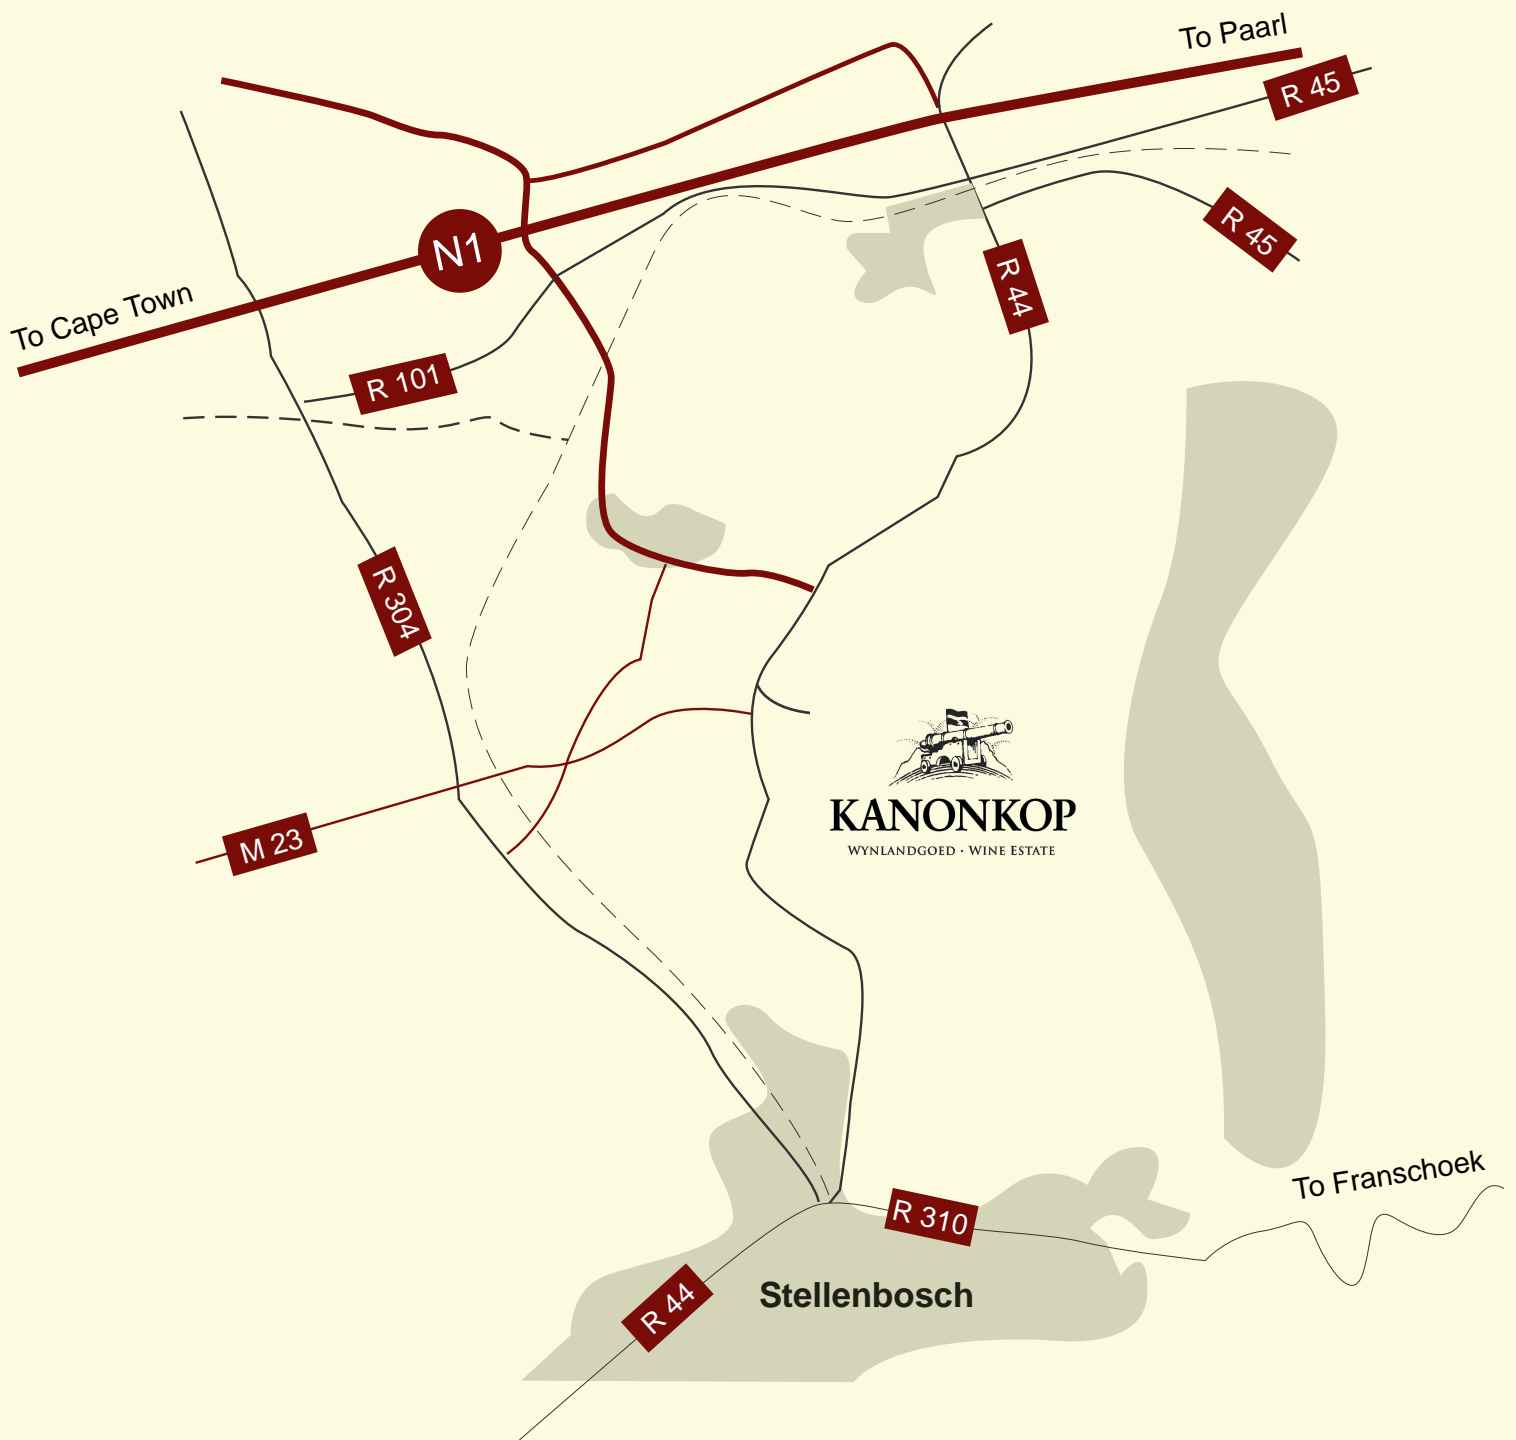 To Paarl
R 45
R 45
N1
R 44
To Cape Town
R 101
R 304
KANONKOP
WYNLANDGOED · WINE ESTATE
M 23
To Franschoek
R 310
Stellenbosch
R 44